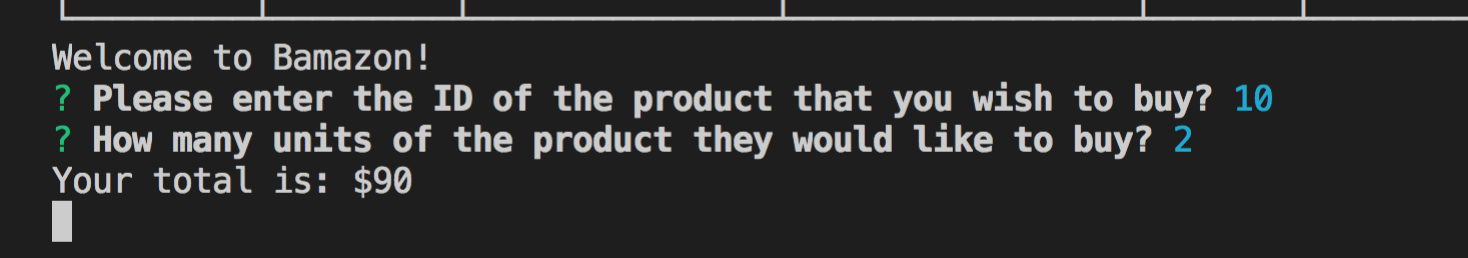 Welcome to Bamazon!
? Please enter the ID of the product that you wish to buy? 10
? How many units of the product they would like to buy? 2
Your total is: $90